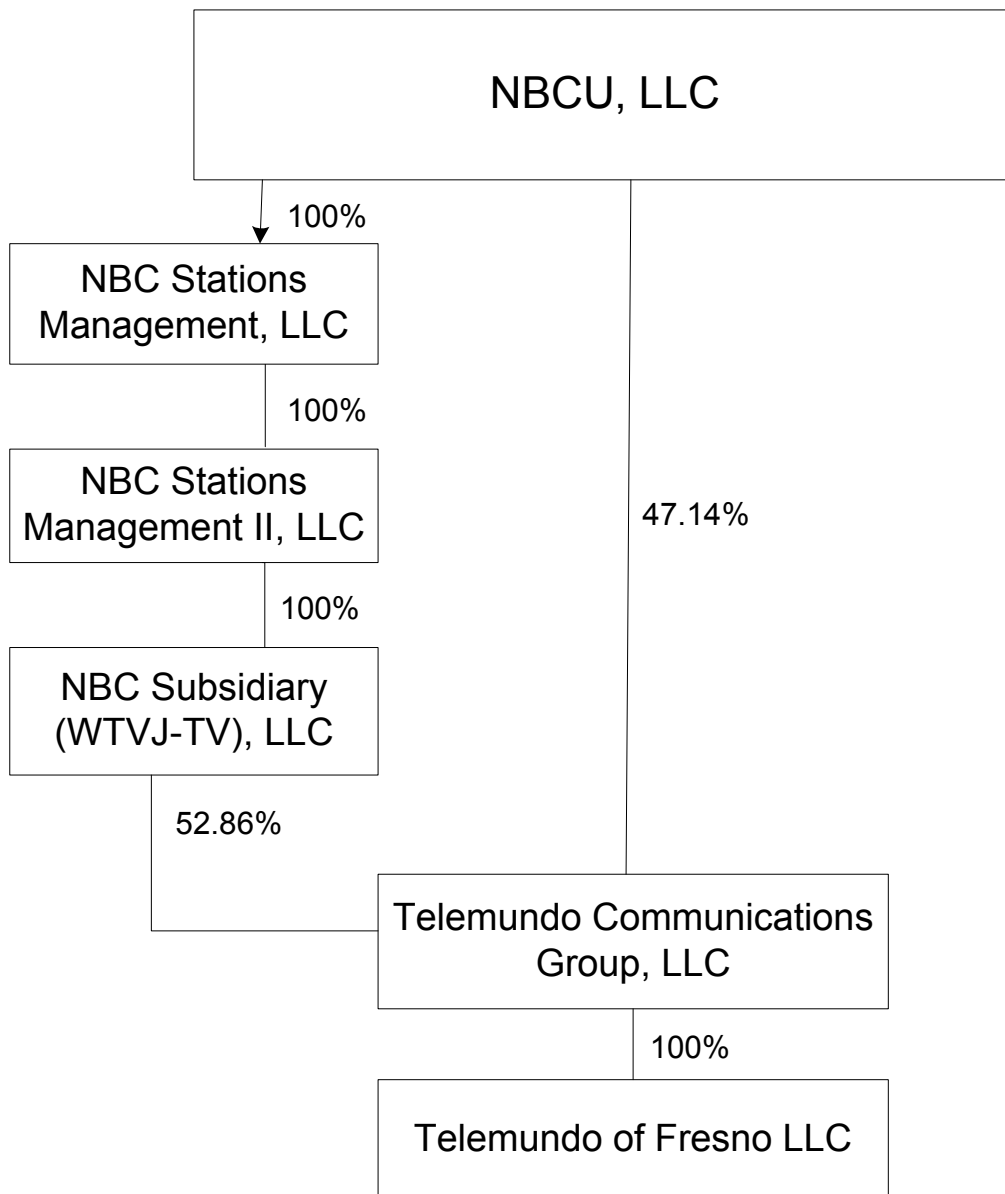 NBCU, LLC
100%
NBC Stations
Management, LLC
100%
NBC Stations
Management II, LLC
47.14%
100%
NBC Subsidiary
(WTVJ-TV), LLC
52.86%
Telemundo Communications
Group, LLC
100%
Telemundo of Fresno LLC